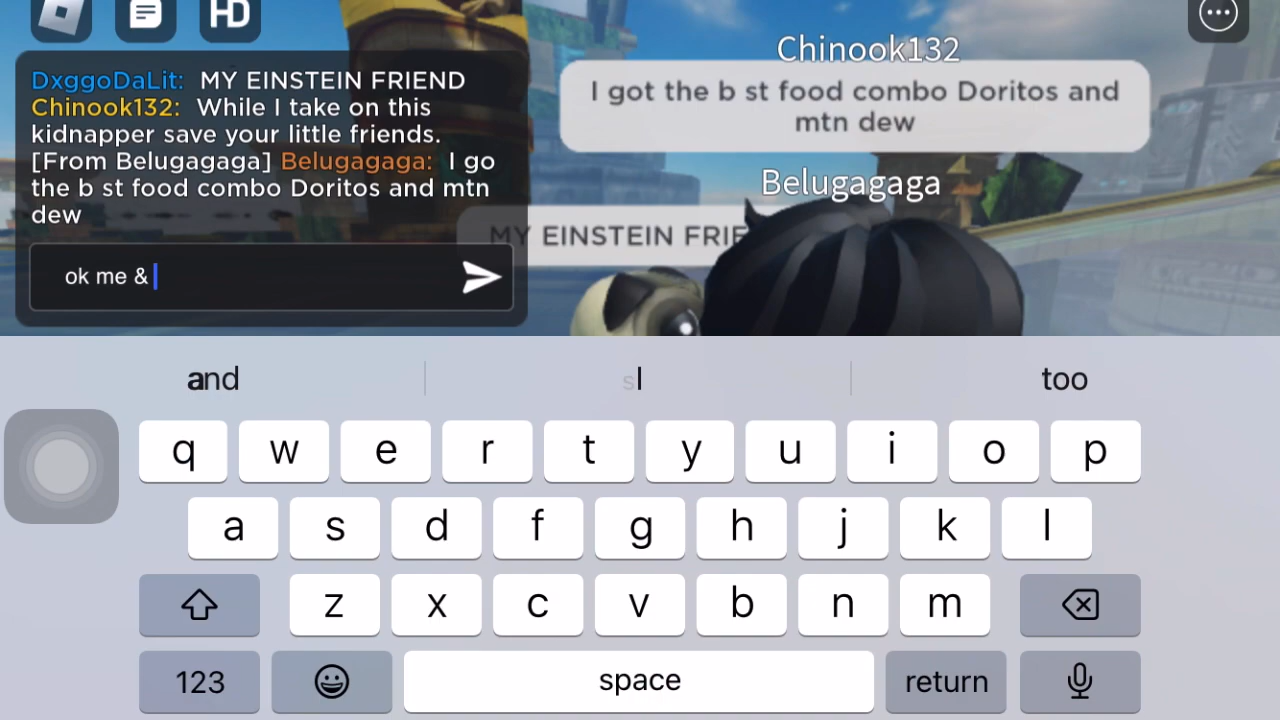 HD
DxggoDaLit: MY EINSTEIN FRIEND
Chinook132: While I take on this
kidnapper save your little friends.
[From Belugagaga] Belugagaga: I go
the b st food combo Doritos and mtn
dew
ok me &
Chinook132
I got the b st food combo Doritos and
mtn dew
Belugagaga
MY EINSTEIN FRIE
and sI too
q w e r t y u i o p
a s d f g h j k l
z x c v b n m
123 space return